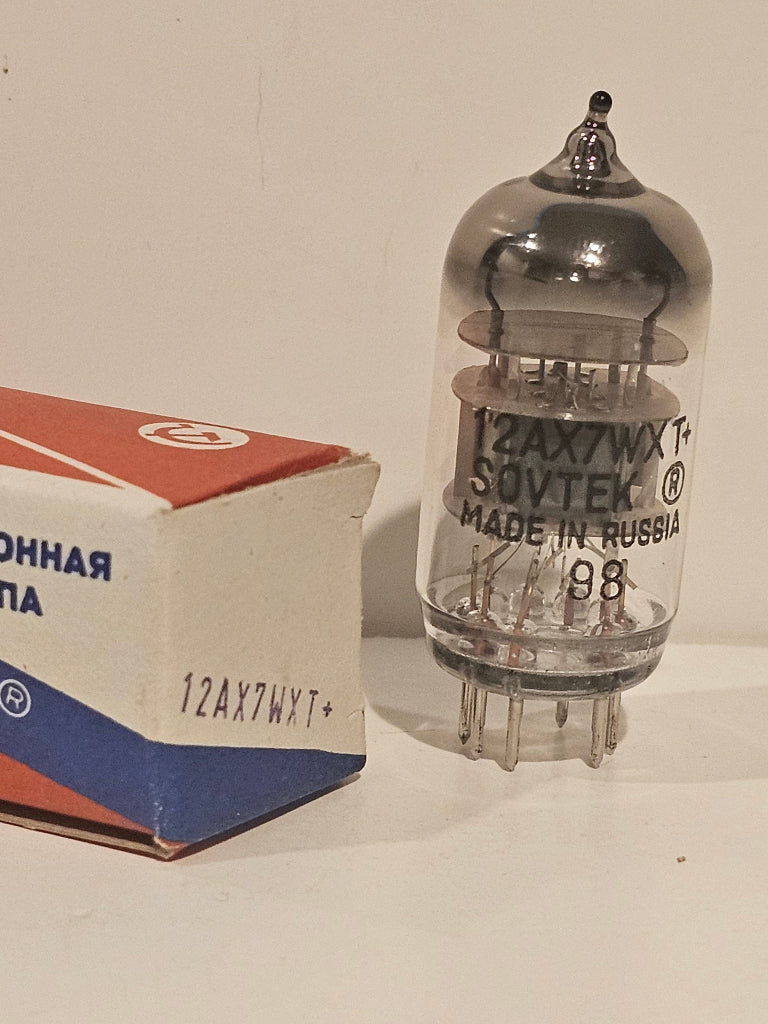 ОННАЯ
ПА
®
12AX7WXT+
12AX7WXT+
SOVTEK ®
MADE IN RUSSIA
98